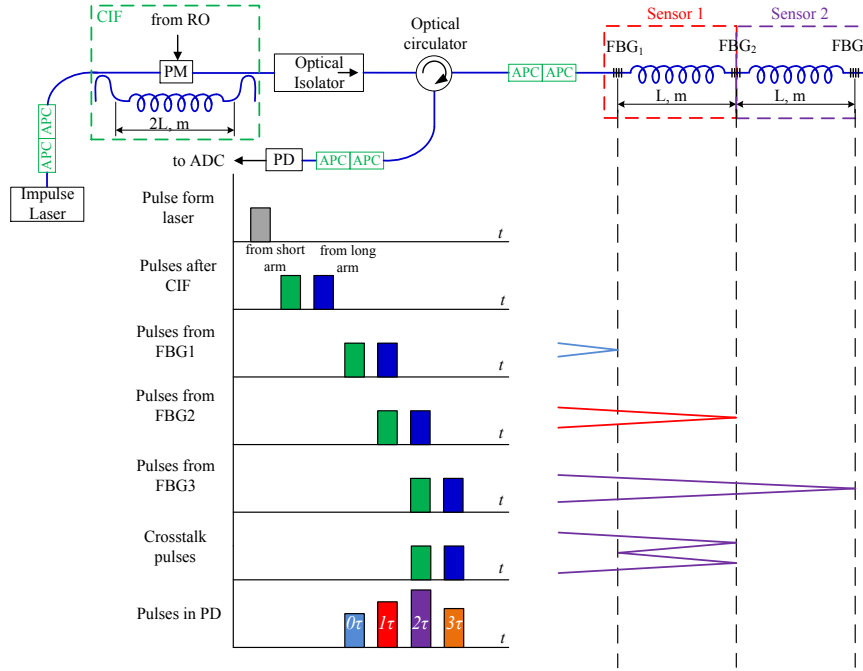 from RO
CIF
PM
2L, m
APC APC
APC APC
Impulse
Laser
Optical
Isolator
Optical
circulator
APC APC
Sensor 1
Sensor 2
FBG₁
FBG₂
FBG
L, m
L, m
to ADC
PD
APC APC
Pulse form
laser
t
from short
arm
from long
arm
Pulses after
CIF
t
Pulses from
FBG1
t
Pulses from
FBG2
t
Pulses from
FBG3
t
Crosstalk
pulses
t
Pulses in PD
0τ
1τ
2τ
3τ
t